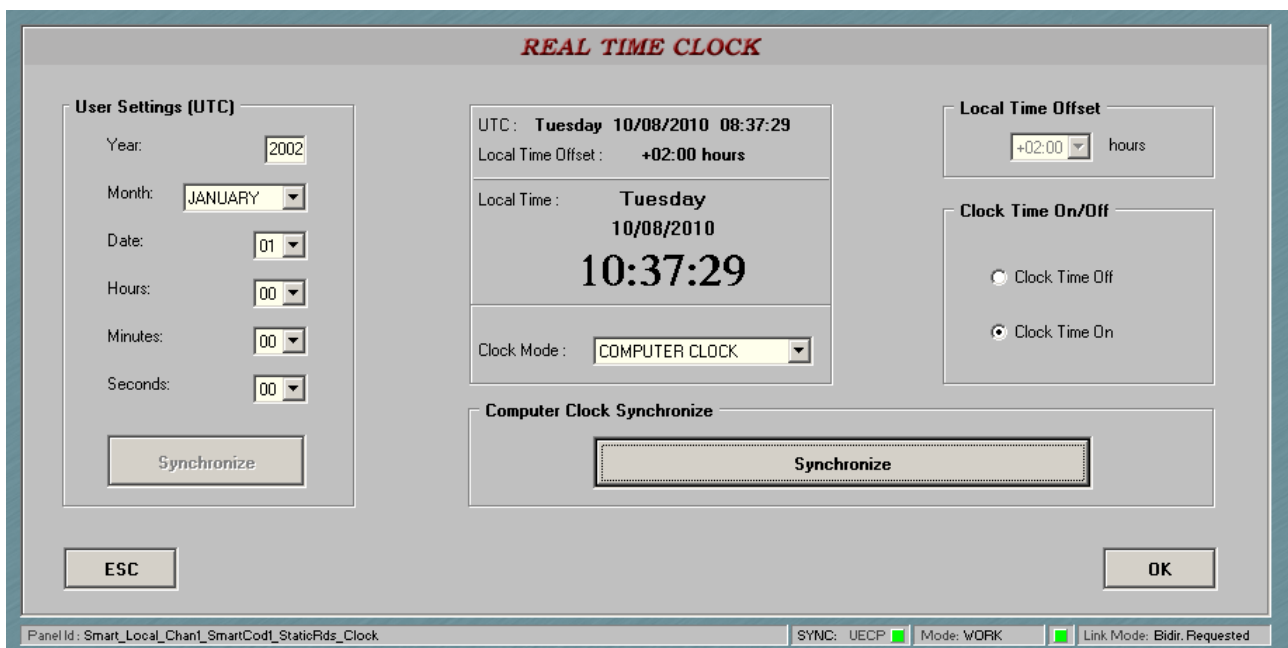 REAL TIME CLOCK
User Settings (UTC)
Year: 2002
Month: JANUARY
Date: 01
Hours: 00
Minutes: 00
Seconds: 00
Synchronize
UTC : Tuesday 10/08/2010 08:37:29
Local Time Offset : +02:00 hours
Local Time : Tuesday
10/08/2010
10:37:29
Clock Mode : COMPUTER CLOCK
Local Time Offset
+02:00 hours
Clock Time On/Off
Clock Time Off
Clock Time On
Computer Clock Synchronize
Synchronize
ESC
OK
Panel Id : Smart_Local_Chan1_SmartCod1_StaticRds_Clock SYNC: UECP Mode: WORK Link Mode: Bidir. Requested